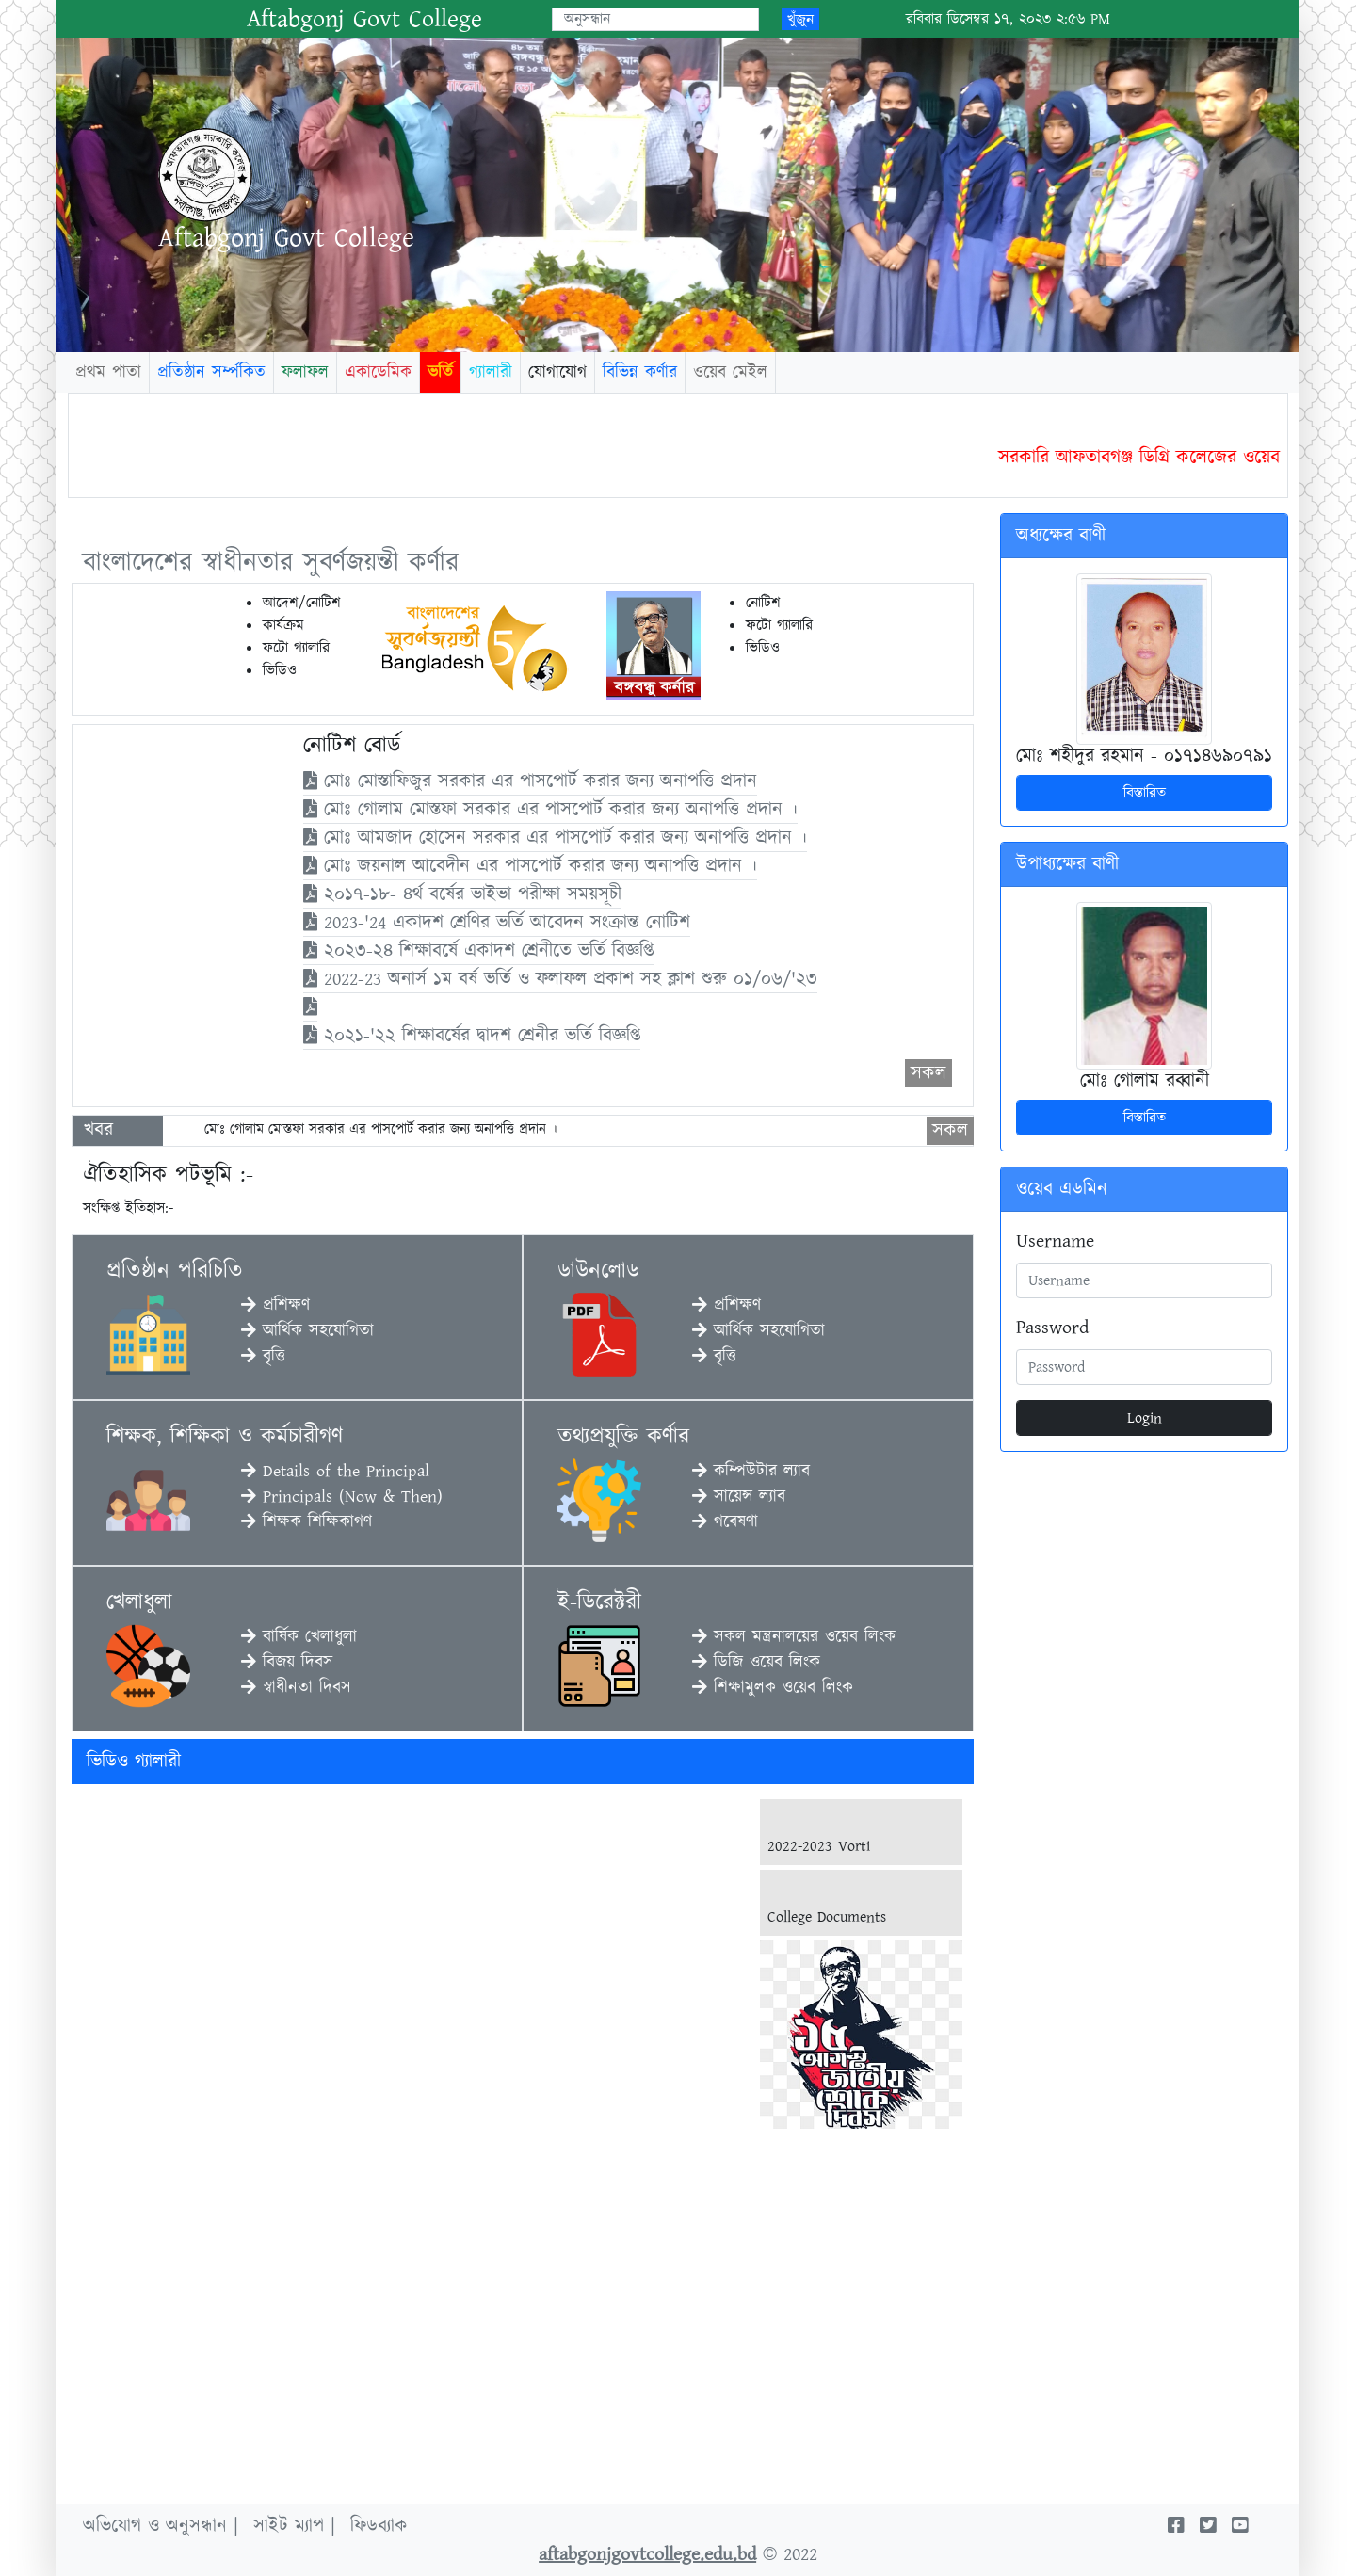 Aftabgonj Govt College
অনুসন্ধান
খুঁজুন
রবিবার ডিসেম্বর ১৭, ২০২৩ ২:৫৬ PM
আফতাবগঞ্জ সরকারি কলেজ
নবাবগঞ্জ, দিনাজপুর
Aftabgonj Govt College
প্রথম পাতা
প্রতিষ্ঠান সর্ম্পকিত
ফলাফল
একাডেমিক
ভর্তি
গ্যালারী
যোগাযোগ
বিভিন্ন কর্ণার
ওয়েব মেইল
সরকারি আফতাবগঞ্জ ডিগ্রি কলেজের ওয়েব
বাংলাদেশের স্বাধীনতার সুবর্ণজয়ন্তী কর্ণার
আদেশ/নোটিশ
কার্যক্রম
ফটো গ্যালারি
ভিডিও
বাংলাদেশের
সুবর্ণজয়ন্তী
Bangladesh
বঙ্গবন্ধু কর্নার
নোটিশ
ফটো গ্যালারি
ভিডিও
নোটিশ বোর্ড
মোঃ মোস্তাফিজুর সরকার এর পাসপোর্ট করার জন্য অনাপত্তি প্রদান
মোঃ গোলাম মোস্তফা সরকার এর পাসপোর্ট করার জন্য অনাপত্তি প্রদান ।
মোঃ আমজাদ হোসেন সরকার এর পাসপোর্ট করার জন্য অনাপত্তি প্রদান ।
মোঃ জয়নাল আবেদীন এর পাসপোর্ট করার জন্য অনাপত্তি প্রদান ।
২০১৭-১৮- ৪র্থ বর্ষের ভাইভা পরীক্ষা সময়সূচী
2023-'24 একাদশ শ্রেণির ভর্তি আবেদন সংক্রান্ত নোটিশ
২০২৩-২৪ শিক্ষাবর্ষে একাদশ শ্রেনীতে ভর্তি বিজ্ঞপ্তি
2022-23 অনার্স ১ম বর্ষ ভর্তি ও ফলাফল প্রকাশ সহ ক্লাশ শুরু ০১/০৬/'২৩
২০২১-'২২ শিক্ষাবর্ষের দ্বাদশ শ্রেনীর ভর্তি বিজ্ঞপ্তি
সকল
খবর
মোঃ গোলাম মোস্তফা সরকার এর পাসপোর্ট করার জন্য অনাপত্তি প্রদান ।
সকল
ঐতিহাসিক পটভূমি :-
সংক্ষিপ্ত ইতিহাস:-
প্রতিষ্ঠান পরিচিতি
প্রশিক্ষণ
আর্থিক সহযোগিতা
বৃত্তি
ডাউনলোড
PDF
প্রশিক্ষণ
আর্থিক সহযোগিতা
বৃত্তি
শিক্ষক, শিক্ষিকা ও কর্মচারীগণ
Details of the Principal
Principals (Now & Then)
শিক্ষক শিক্ষিকাগণ
তথ্যপ্রযুক্তি কর্ণার
কম্পিউটার ল্যাব
সায়েন্স ল্যাব
গবেষণা
খেলাধুলা
বার্ষিক খেলাধুলা
বিজয় দিবস
স্বাধীনতা দিবস
ই-ডিরেক্টরী
সকল মন্ত্রনালয়ের ওয়েব লিংক
ডিজি ওয়েব লিংক
শিক্ষামুলক ওয়েব লিংক
ভিডিও গ্যালারী
2022-2023 Vorti
College Documents
১৫
আগস্ট
জাতীয়
শোক
দিবস
অধ্যক্ষের বাণী
মোঃ শহীদুর রহমান - ০১৭১৪৬৯০৭৯১
বিস্তারিত
উপাধ্যক্ষের বাণী
মোঃ গোলাম রব্বানী
বিস্তারিত
ওয়েব এডমিন
Username
Username
Password
Password
Login
অভিযোগ ও অনুসন্ধান |
সাইট ম্যাপ |
ফিডব্যাক
aftabgonjgovtcollege.edu.bd © 2022